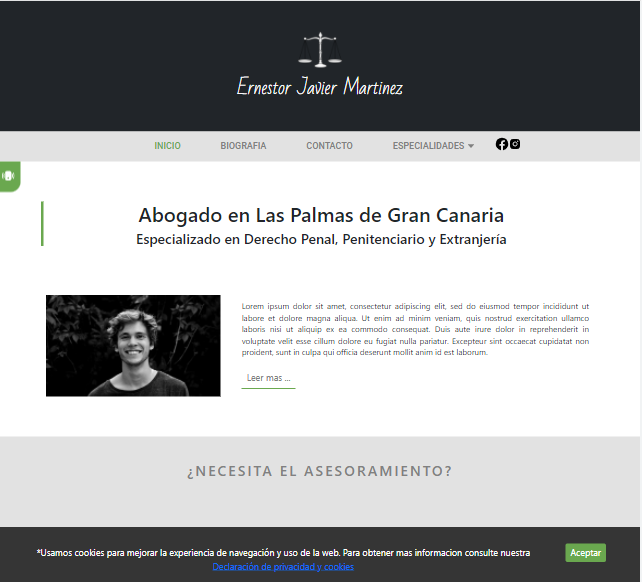 Ernestor Javier Martinez
INICIO BIOGRAFIA CONTACTO ESPECIALIDADES
Abogado en Las Palmas de Gran Canaria
Especializado en Derecho Penal, Penitenciario y Extranjería
Lorem ipsum dolor sit amet, consectetur adipiscing elit, sed do eiusmod tempor incididunt ut
labore et dolore magna aliqua. Ut enim ad minim veniam, quis nostrud exercitation ullamco
laboris nisi ut aliquip ex ea commodo consequat. Duis aute irure dolor in reprehenderit in
voluptate velit esse cillum dolore eu fugiat nulla pariatur. Excepteur sint occaecat cupidatat non
proident, sunt in culpa qui officia deserunt mollit anim id est laborum.
Leer mas ...
¿NECESITA EL ASESORAMIENTO?
*Usamos cookies para mejorar la experiencia de navegación y uso de la web. Para obtener mas informacion consulte nuestra
Declaración de privacidad y cookies
Aceptar